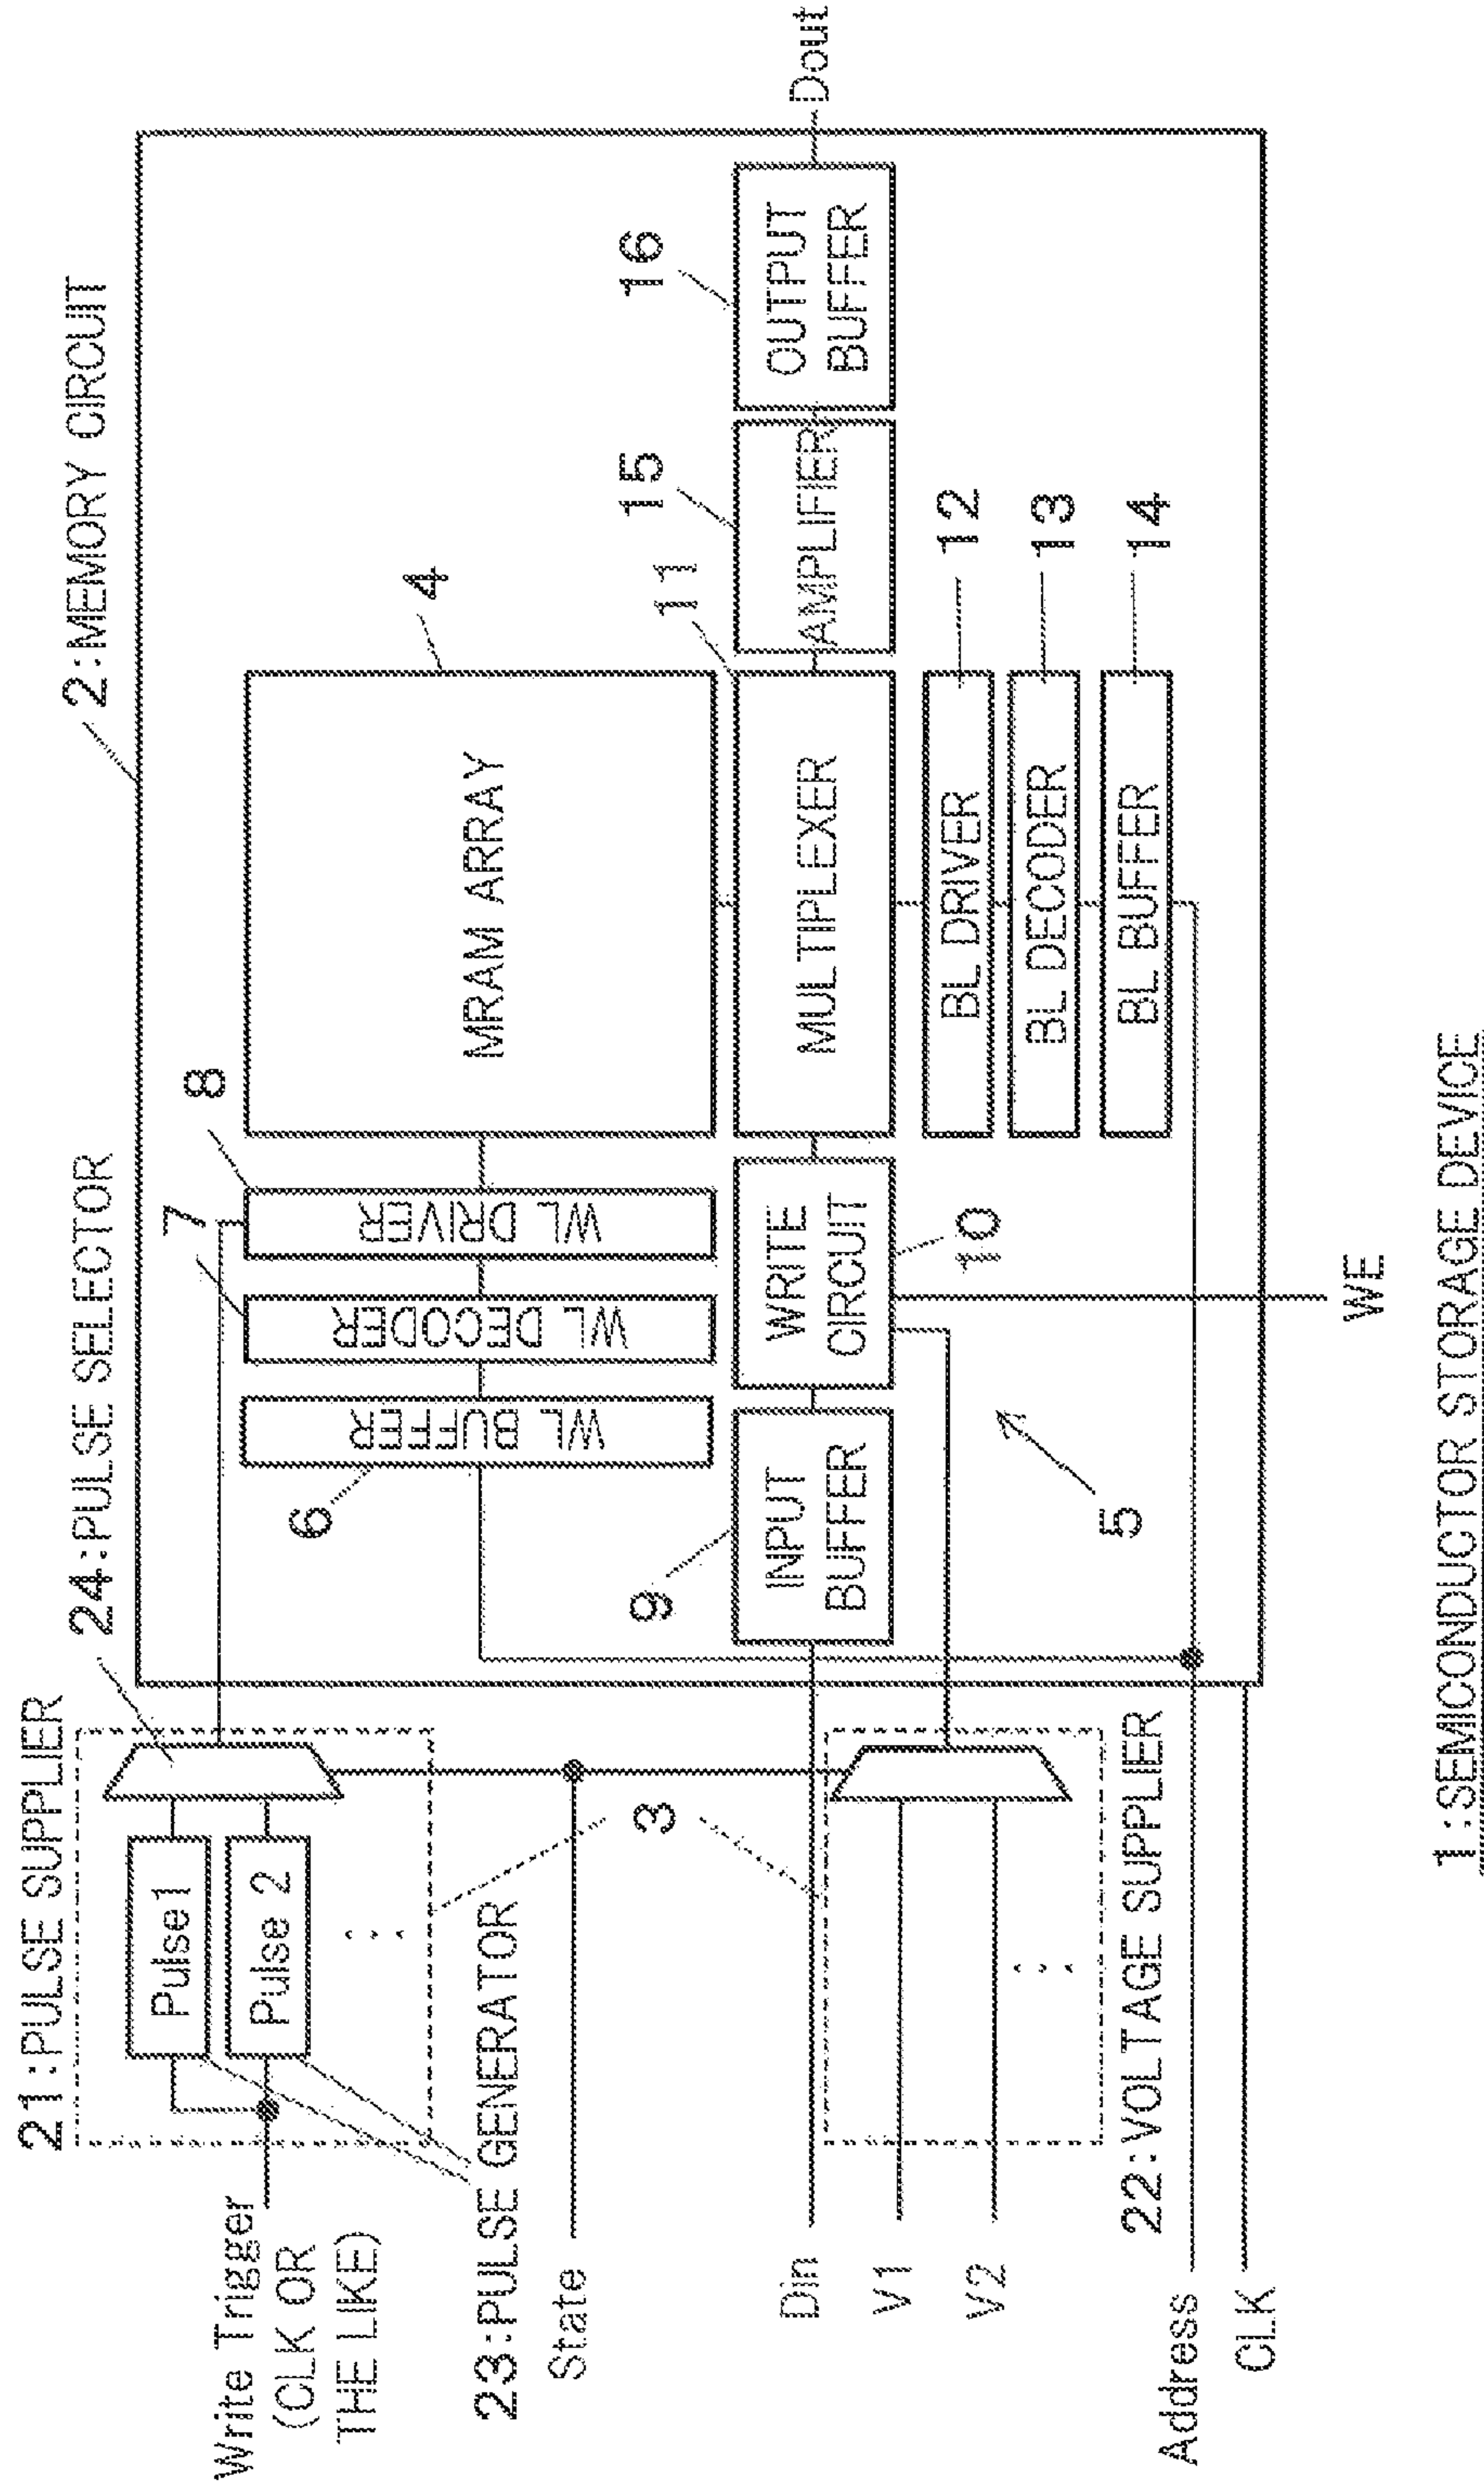 2:MEMORY CIRCUIT
24:PULSE SELECTOR
21:PULSE SUPPLIER
Pulse1
Pulse 2
Write Trigger
(CLK OR
THE LIKE)
23:PULSE GENERATOR
State
3
7
8
4
WL DRIVER
WL DECODER
WL BUFFER
6
MRAM ARRAY
11
15
16
9
INPUT
BUFFER
WRITE
CIRCUIT
10
MULTIPLEXER
AMPLIFIER
OUTPUT
BUFFER
Dout
Din
V1
V2
22:VOLTAGE SUPPLIER
BL DRIVER
12
BL DECODER
13
BL BUFFER
14
5
Address
CLK
WE
1:SEMICONDUCTOR STORAGE DEVICE